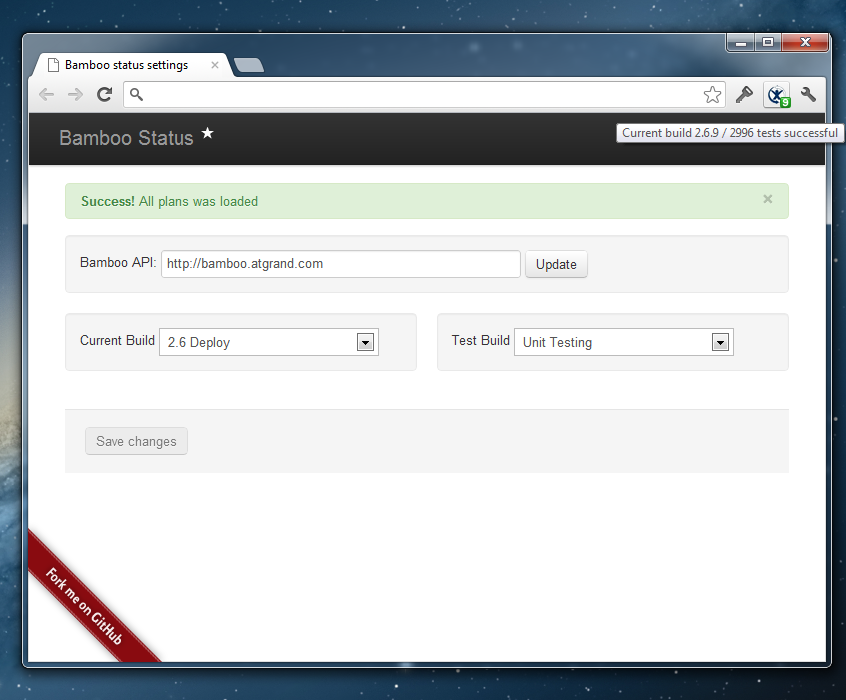 Bamboo status settings
9
Bamboo Status
Current build 2.6.9 / 2996 tests successful
Success! All plans was loaded
Bamboo API: http://bamboo.atgrand.com Update
Current Build 2.6 Deploy
Test Build Unit Testing
Save changes
Fork me on GitHub